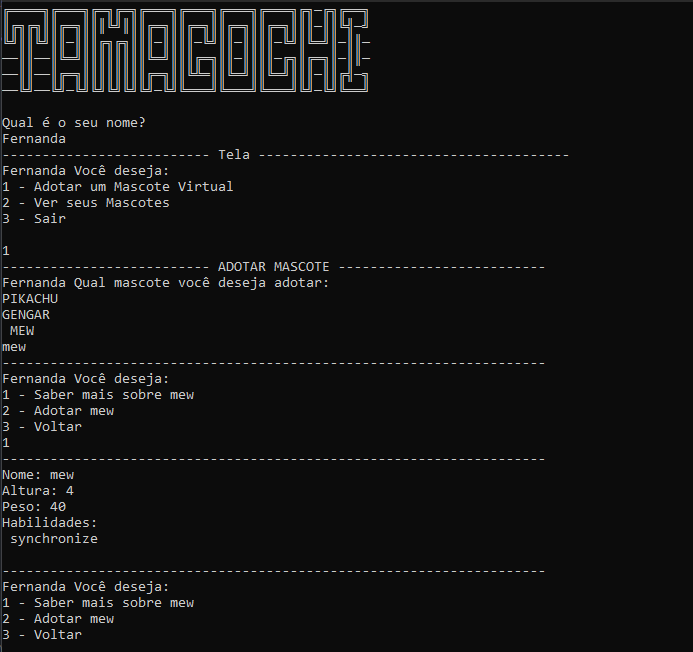 TAMAGOCHI
Qual é o seu nome?
Fernanda
-------------------------- Tela ---------------------------------------
Fernanda Você deseja:
1 - Adotar um Mascote Virtual
2 - Ver seus Mascotes
3 - Sair
1
-------------------------- ADOTAR MASCOTE --------------------------
Fernanda Qual mascote você deseja adotar:
PIKACHU
GENGAR
MEW
mew
--------------------------------------------------------------------
Fernanda Você deseja:
1 - Saber mais sobre mew
2 - Adotar mew
3 - Voltar
1
--------------------------------------------------------------------
Nome: mew
Altura: 4
Peso: 40
Habilidades:
synchronize
--------------------------------------------------------------------
Fernanda Você deseja:
1 - Saber mais sobre mew
2 - Adotar mew
3 - Voltar